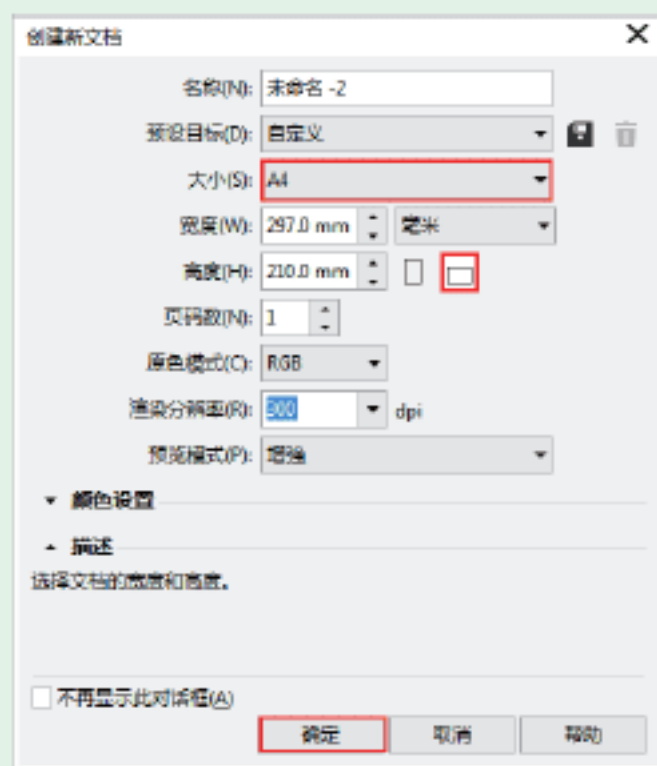 创建新文档
名称(N): 未命名 -2
预设目标(D): 自定义
大小(S): A4
宽度(W): 297.0 mm 毫米
高度(H): 210.0 mm
页码数(N): 1
原色模式(C): RGB
渲染分辨率(R): 300 dpi
预览模式(P): 增强
颜色设置
描述
选择文档的宽度和高度。
不再显示此对话框(A)
确定 取消 帮助